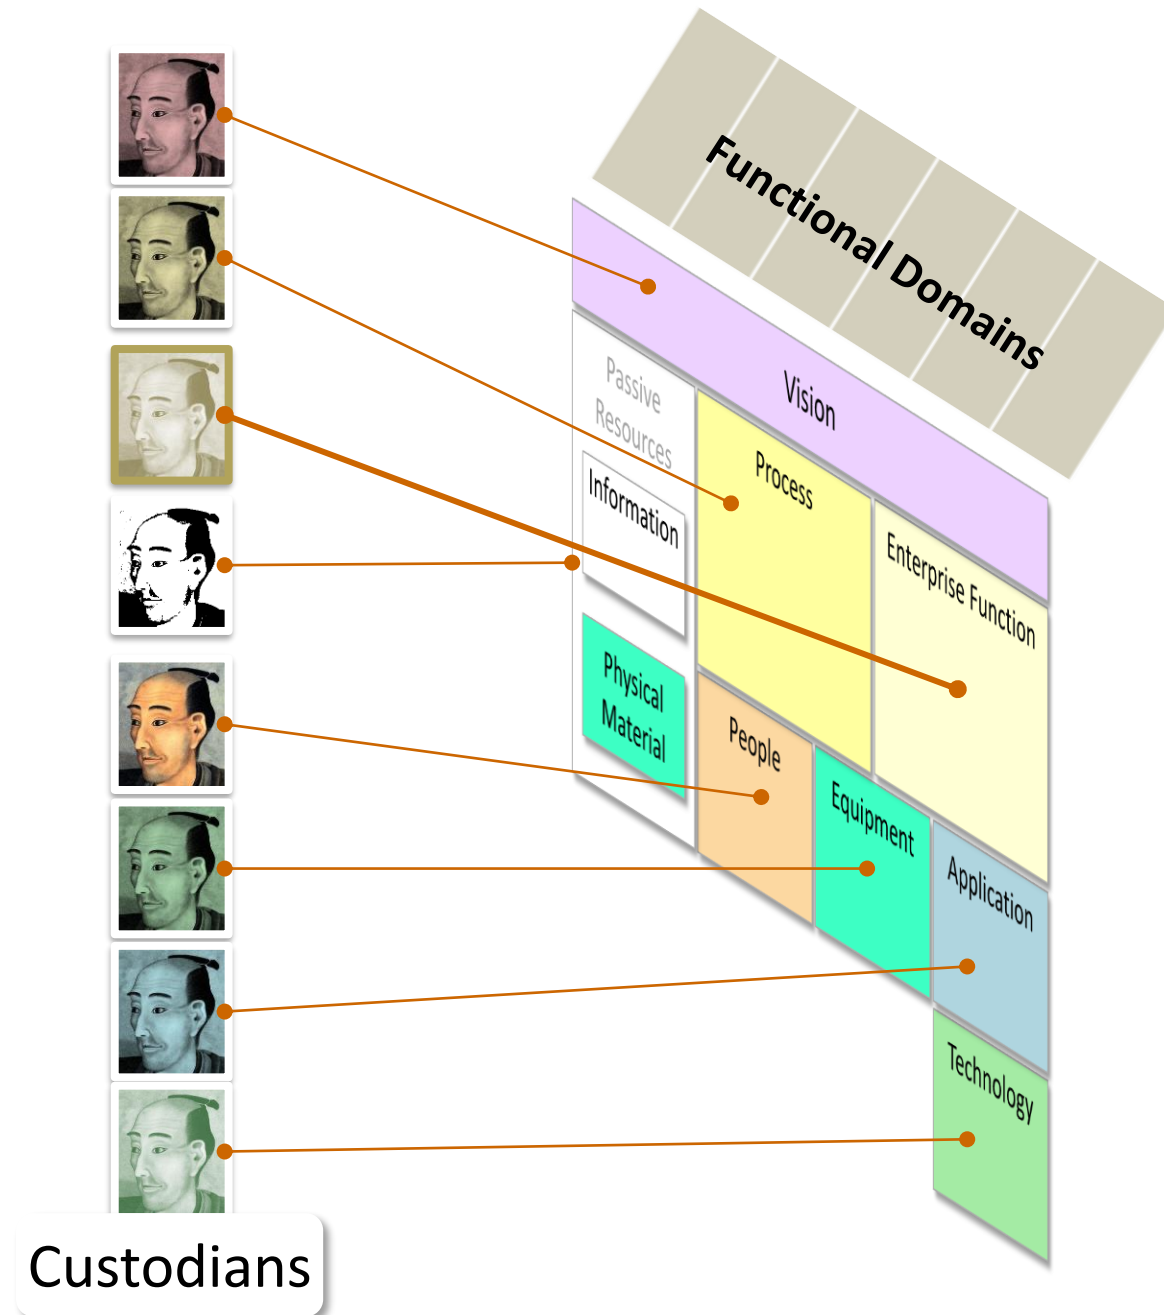 Functional Domains
Vision
Passive
Resources
Information
Process
Enterprise Function
Physical
Material
People
Equipment
Application
Technology
Custodians